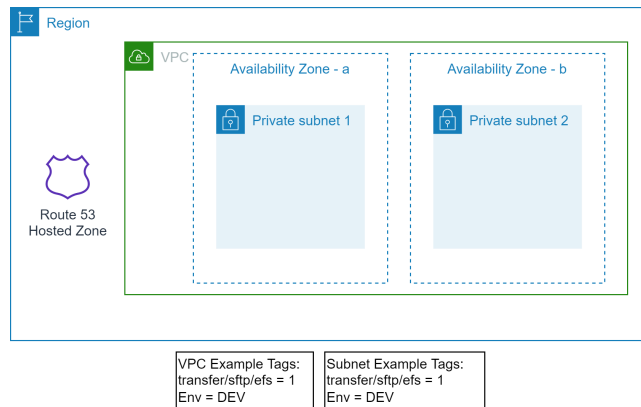 Region
VPC
Availability Zone - a
Availability Zone - b
Private subnet 1
Private subnet 2
Route 53
Hosted Zone
VPC Example Tags:
transfer/sftp/efs = 1
Env = DEV
Subnet Example Tags:
transfer/sftp/efs = 1
Env = DEV